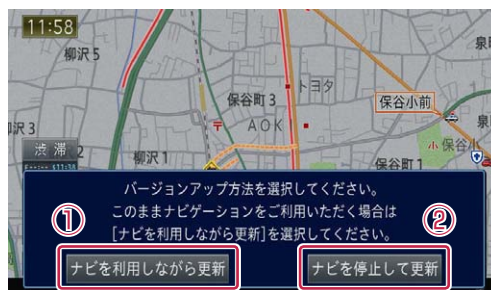 11:58
柳沢5
泉
トヨタ
保谷町3
保谷小前
AOK
泉
沢3
渋滞 2
小 保谷小
柳沢1
保谷町1
バージョンアップ方法を選択してください。
このままナビゲーションをご利用いただく場合は
[ナビを利用しながら更新]を選択してください。
① ②
ナビを利用しながら更新 ナビを停止して更新